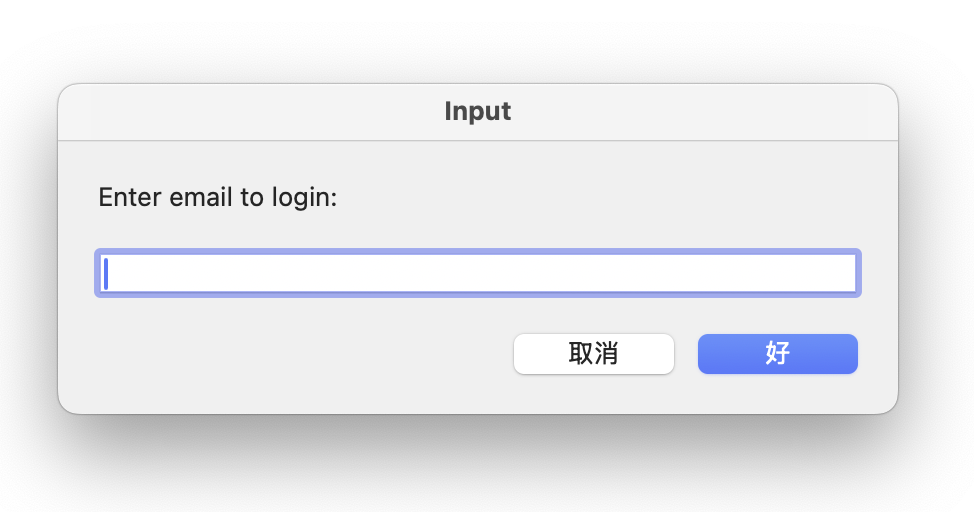 Input
Enter email to login:
取消
好